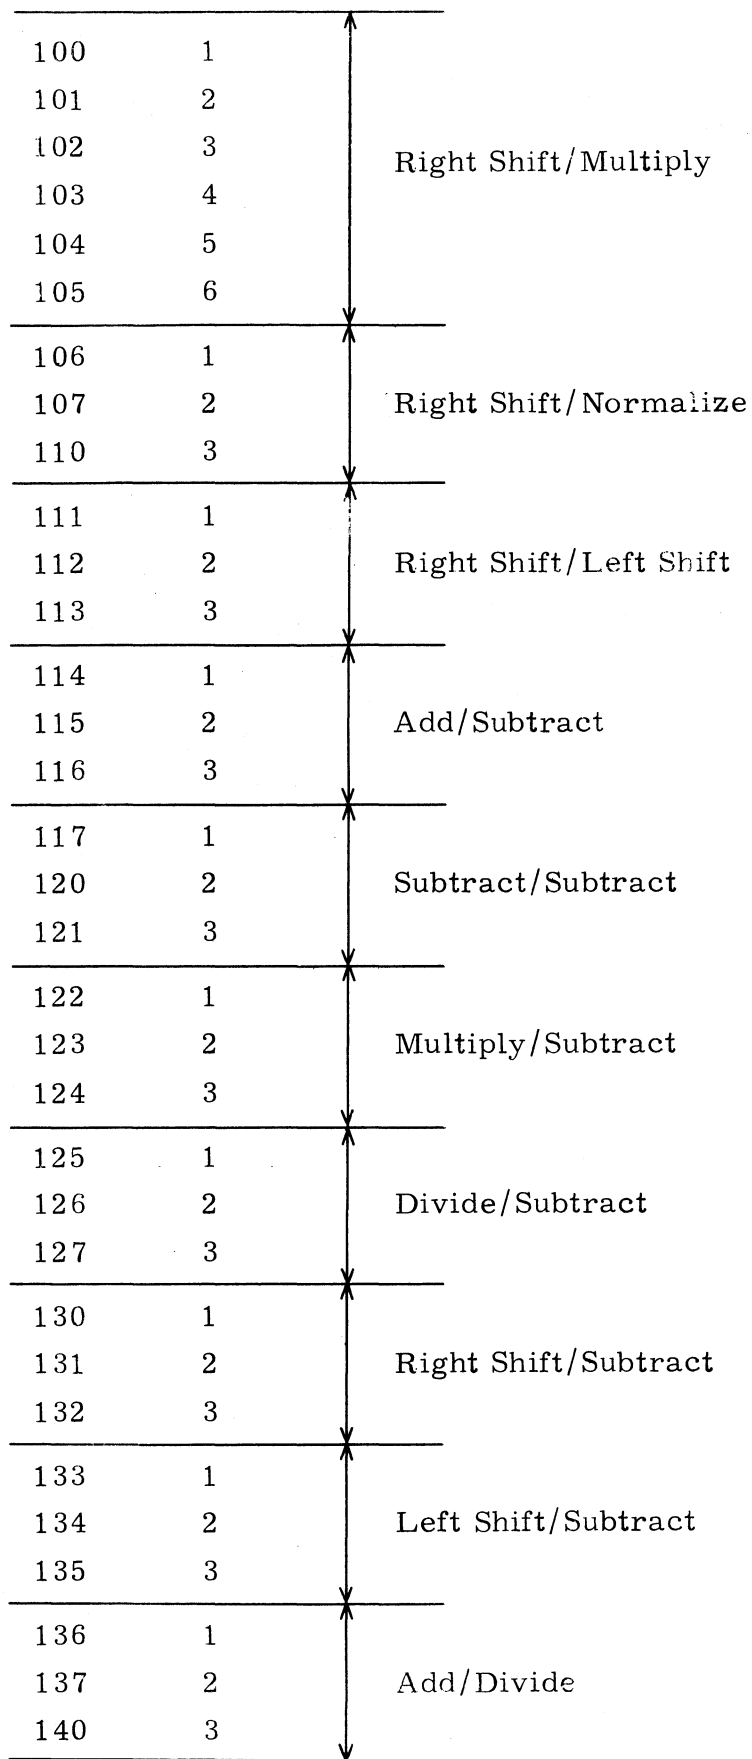 100 1
101 2
102 3
Right Shift/Multiply
103 4
104 5
105 6
106 1
107 2 Right Shift/Normalize
110 3
111 1
112 2 Right Shift/Left Shift
113 3
114 1
115 2 Add/Subtract
116 3
117 1
120 2 Subtract/Subtract
121 3
122 1
123 2 Multiply/Subtract
124 3
125 1
126 2 Divide/Subtract
127 3
130 1
131 2 Right Shift/Subtract
132 3
133 1
134 2 Left Shift/Subtract
135 3
136 1
137 2 Add/Divide
140 3